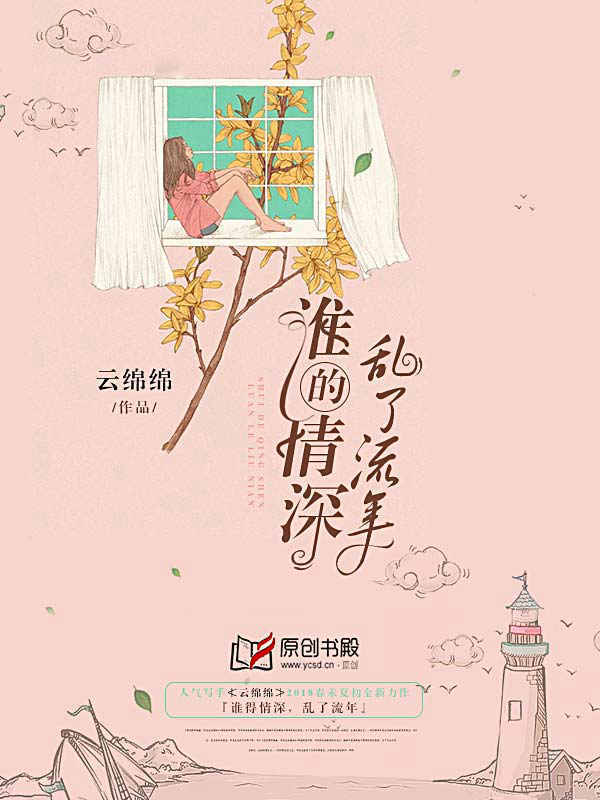 谁的情深
乱了流年
云绵绵
/作品/
SHUI DE QING SHEN
LUAN LE LIU NIAN
原创书殿
www.ycsd.cn · 原创
人气写手<云绵绵>2018春末夏初全新力作
『谁得情深，乱了流年』